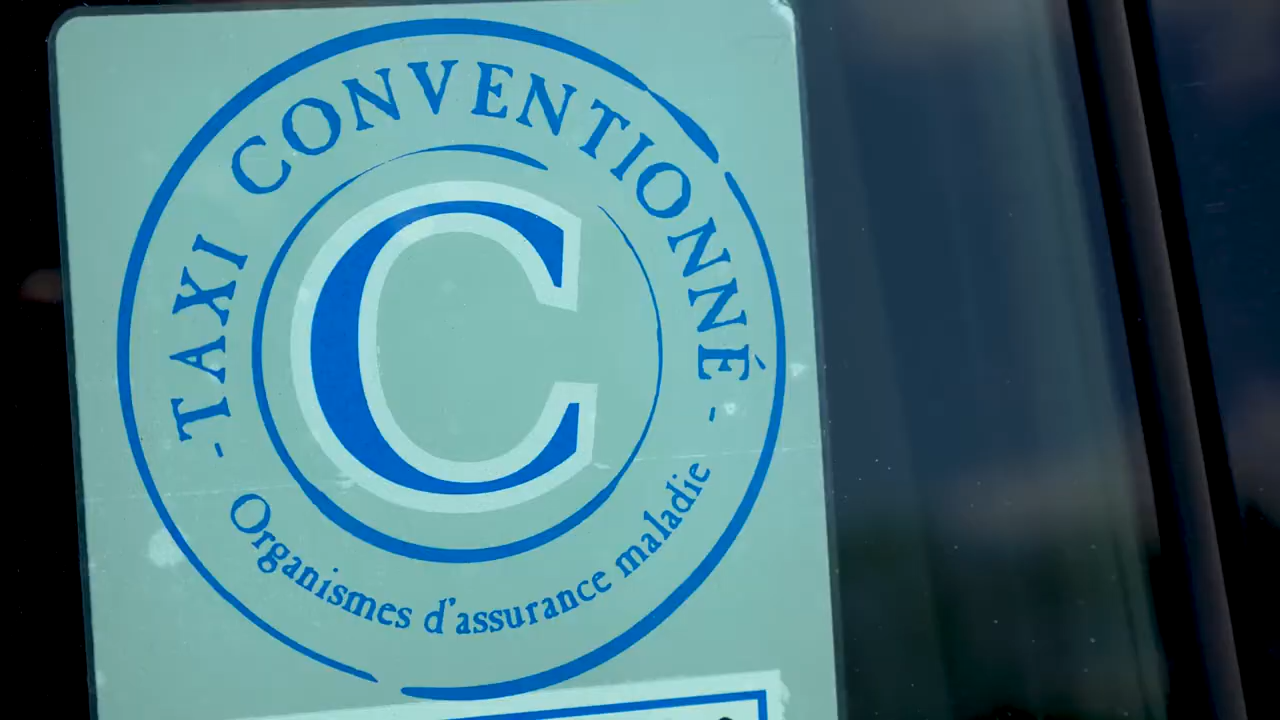 - TAXI CONVENTIONNÉ -
C
Organismes d'assurance maladie